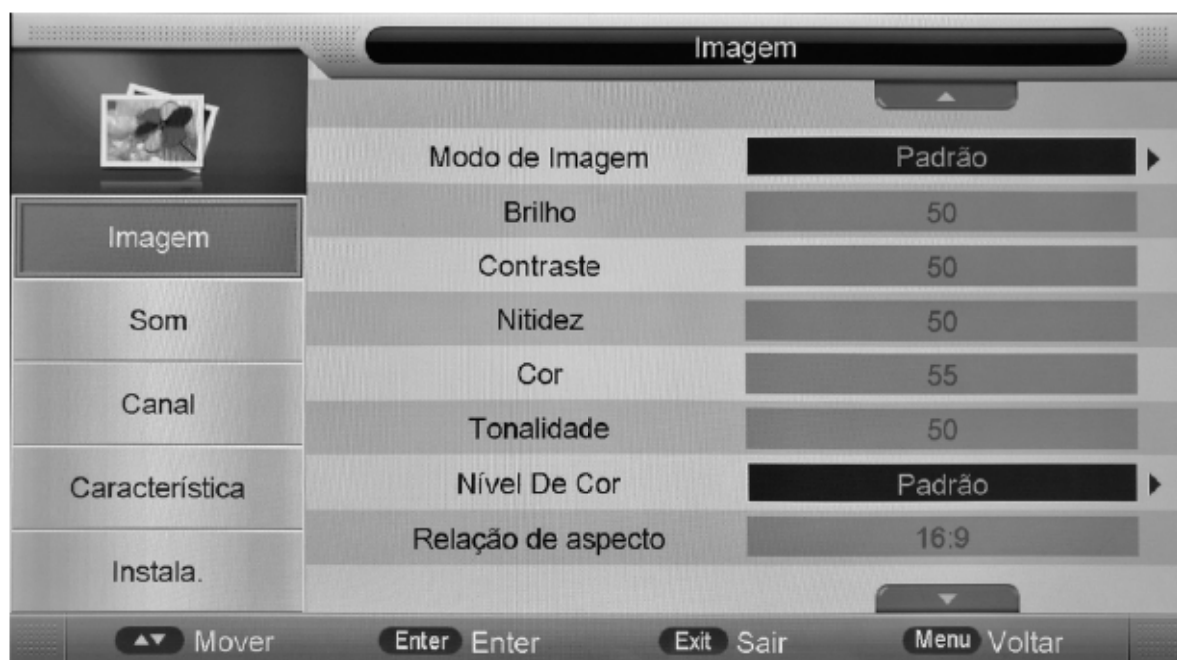 Imagem
Imagem
Som
Canal
Característica
Instala.
Modo de Imagem Padrão
Brilho 50
Contraste 50
Nitidez 50
Cor 55
Tonalidade 50
Nível De Cor Padrão
Relação de aspecto 16:9
Mover Enter Enter Exit Sair Menu Voltar